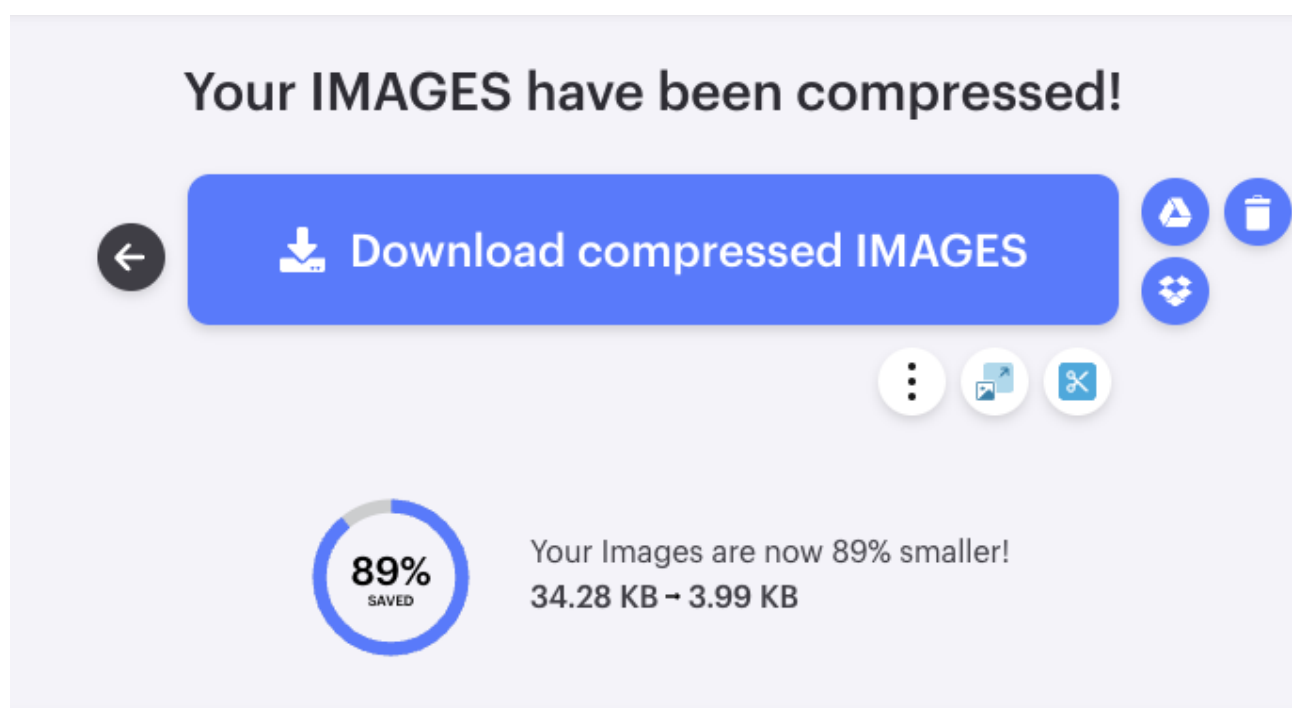 Your IMAGES have been compressed!
Download compressed IMAGES
89%
SAVED
Your Images are now 89% smaller!
34.28 KB → 3.99 KB